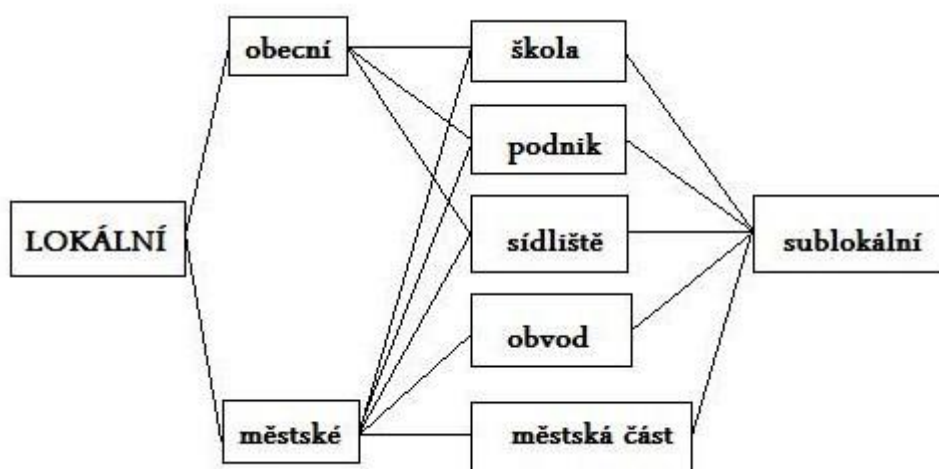 obecní
škola
podnik
LOKÁLNÍ
sídliště
sublokální
obvod
městské
městská část